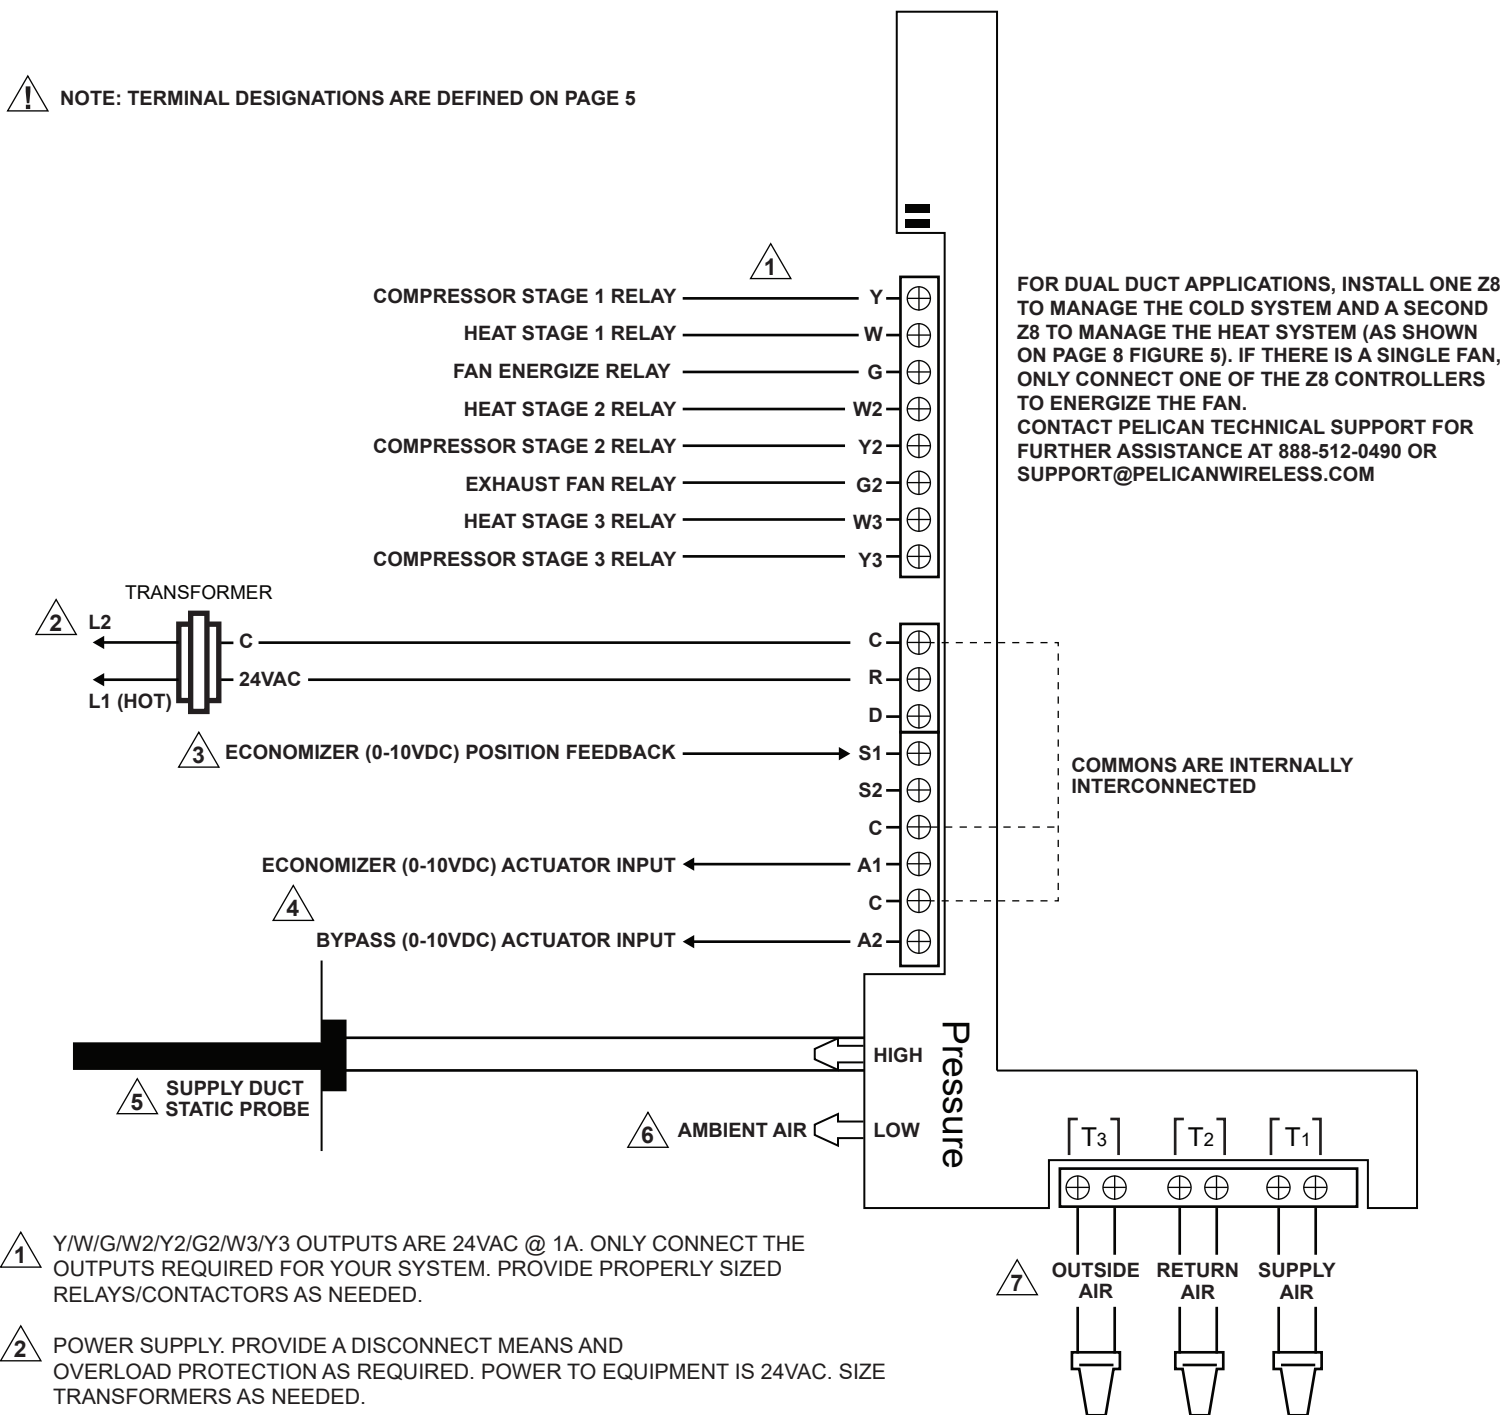 ! NOTE: TERMINAL DESIGNATIONS ARE DEFINED ON PAGE 5
1
COMPRESSOR STAGE 1 RELAY Y
HEAT STAGE 1 RELAY W
FAN ENERGIZE RELAY G
HEAT STAGE 2 RELAY W2
COMPRESSOR STAGE 2 RELAY Y2
EXHAUST FAN RELAY G2
HEAT STAGE 3 RELAY W3
COMPRESSOR STAGE 3 RELAY Y3
FOR DUAL DUCT APPLICATIONS, INSTALL ONE Z8
TO MANAGE THE COLD SYSTEM AND A SECOND
Z8 TO MANAGE THE HEAT SYSTEM (AS SHOWN
ON PAGE 8 FIGURE 5). IF THERE IS A SINGLE FAN,
ONLY CONNECT ONE OF THE Z8 CONTROLLERS
TO ENERGIZE THE FAN.
CONTACT PELICAN TECHNICAL SUPPORT FOR
FURTHER ASSISTANCE AT 888-512-0490 OR
SUPPORT@PELICANWIRELESS.COM
TRANSFORMER
2 L2
C C
24VAC R
L1 (HOT)
D
3 ECONOMIZER (0-10VDC) POSITION FEEDBACK S1
S2
COMMONS ARE INTERNALLY
INTERCONNECTED
C
ECONOMIZER (0-10VDC) ACTUATOR INPUT A1
4
C
BYPASS (0-10VDC) ACTUATOR INPUT A2
HIGH
Pressure
5 SUPPLY DUCT
STATIC PROBE
6 AMBIENT AIR LOW
T3 T2 T1
7
OUTSIDE
AIR
RETURN
AIR
SUPPLY
AIR
1 Y/W/G/W2/Y2/G2/W3/Y3 OUTPUTS ARE 24VAC @ 1A. ONLY CONNECT THE
OUTPUTS REQUIRED FOR YOUR SYSTEM. PROVIDE PROPERLY SIZED
RELAYS/CONTACTORS AS NEEDED.
2 POWER SUPPLY. PROVIDE A DISCONNECT MEANS AND
OVERLOAD PROTECTION AS REQUIRED. POWER TO EQUIPMENT IS 24VAC. SIZE
TRANSFORMERS AS NEEDED.